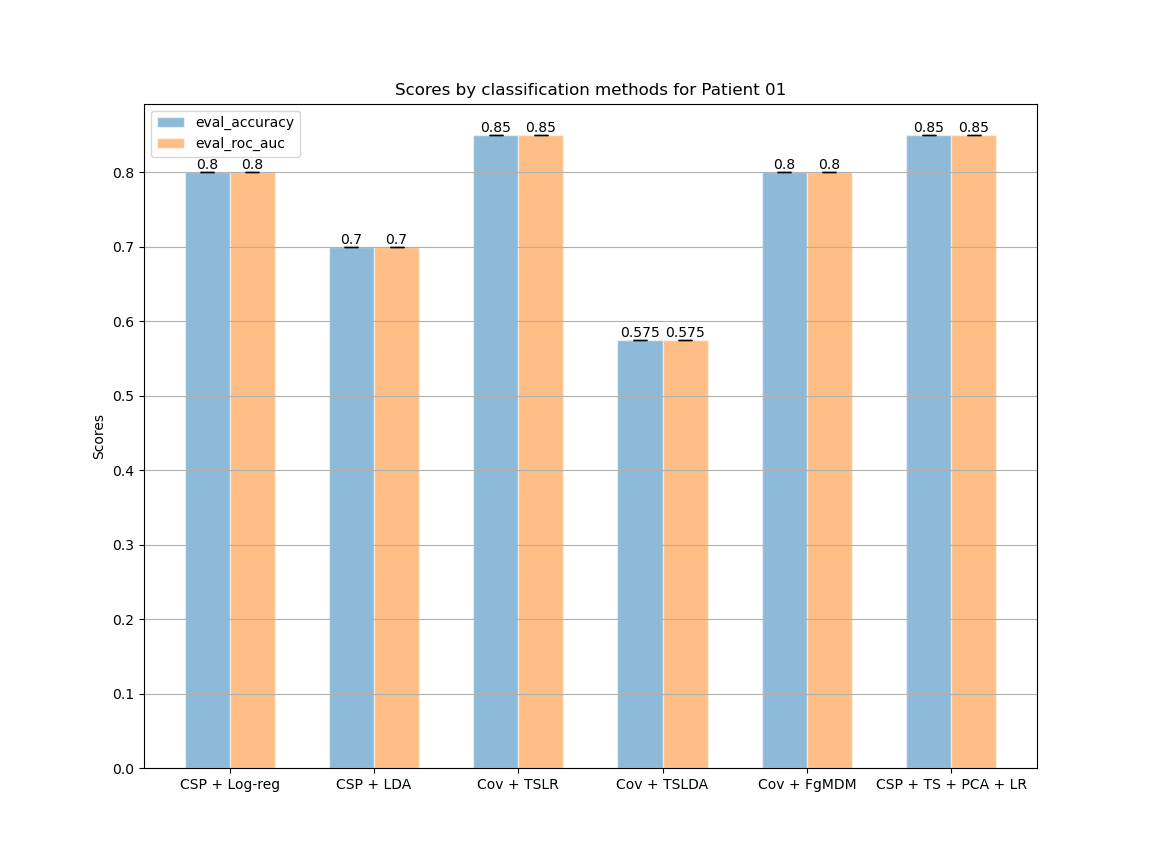 Scores by classification methods for Patient 01
eval_accuracy
eval_roc_auc
0.8 0.8 0.7 0.7 0.85 0.85 0.575 0.575 0.8 0.8 0.85 0.85
Scores
0.8
0.7
0.6
0.5
0.4
0.3
0.2
0.1
0.0
CSP + Log-reg CSP + LDA Cov + TSLR Cov + TSLDA Cov + FgMDM CSP + TS + PCA + LR